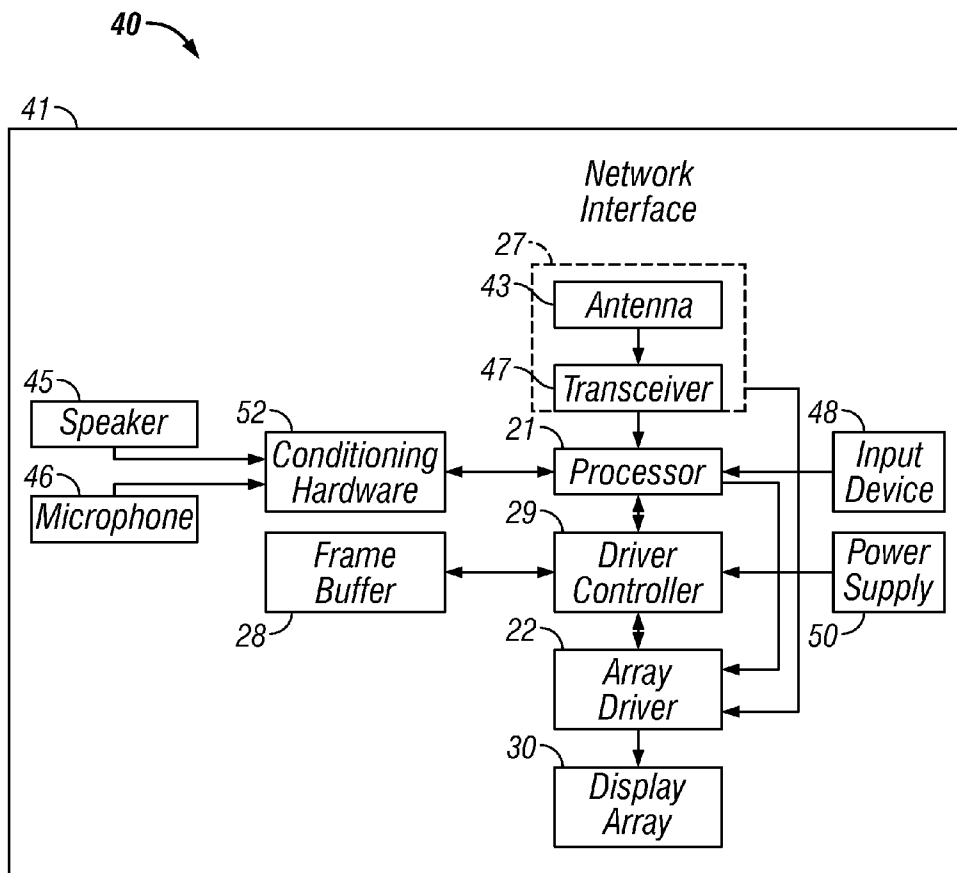 40
41
Network
Interface
27
43
Antenna
47
Transceiver
45
Speaker
52
Conditioning
Hardware
21
Processor
48
Input
Device
46
Microphone
29
Driver
Controller
Frame
Buffer
28
Power
Supply
50
22
Array
Driver
30
Display
Array